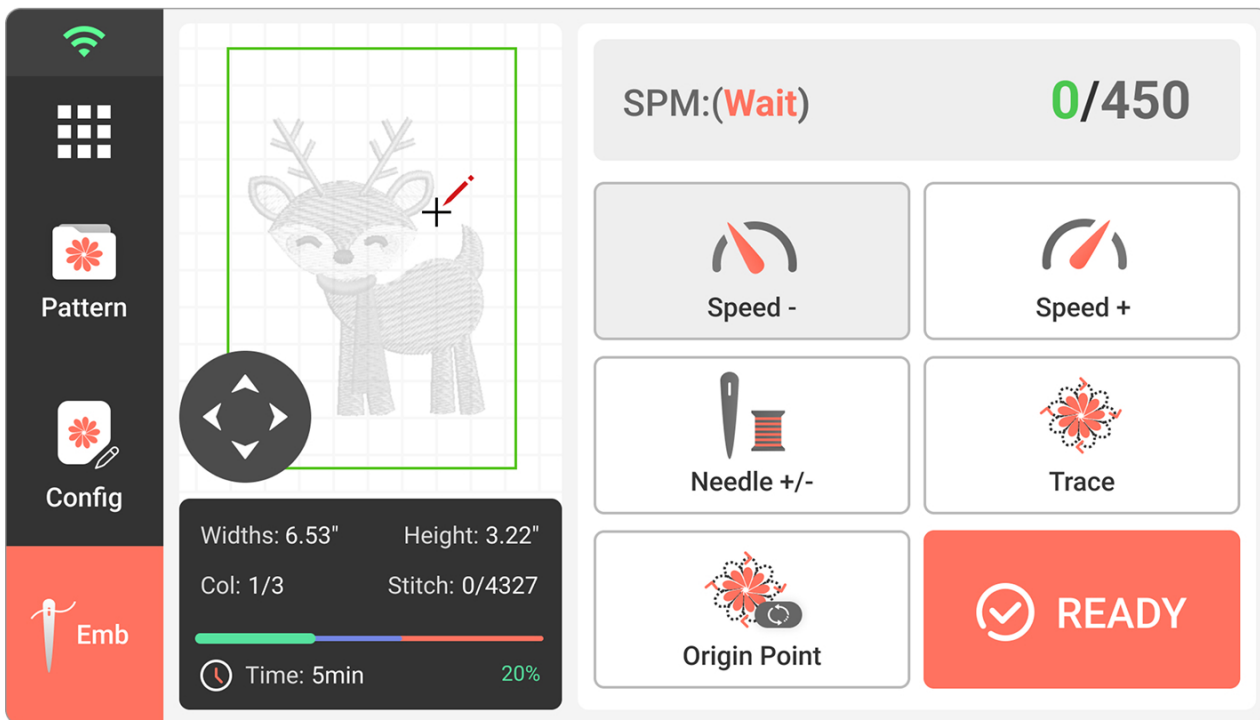 Pattern
Config
Emb
Widths: 6.53" Height: 3.22"
Col: 1/3 Stitch: 0/4327
Time: 5min 20%
SPM:(Wait) 0/450
Speed - Speed +
Needle +/- Trace
Origin Point READY